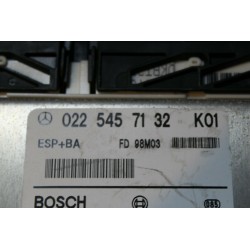 022 545 71 32 K01
ESP+BA FD 98M03
BOSCH